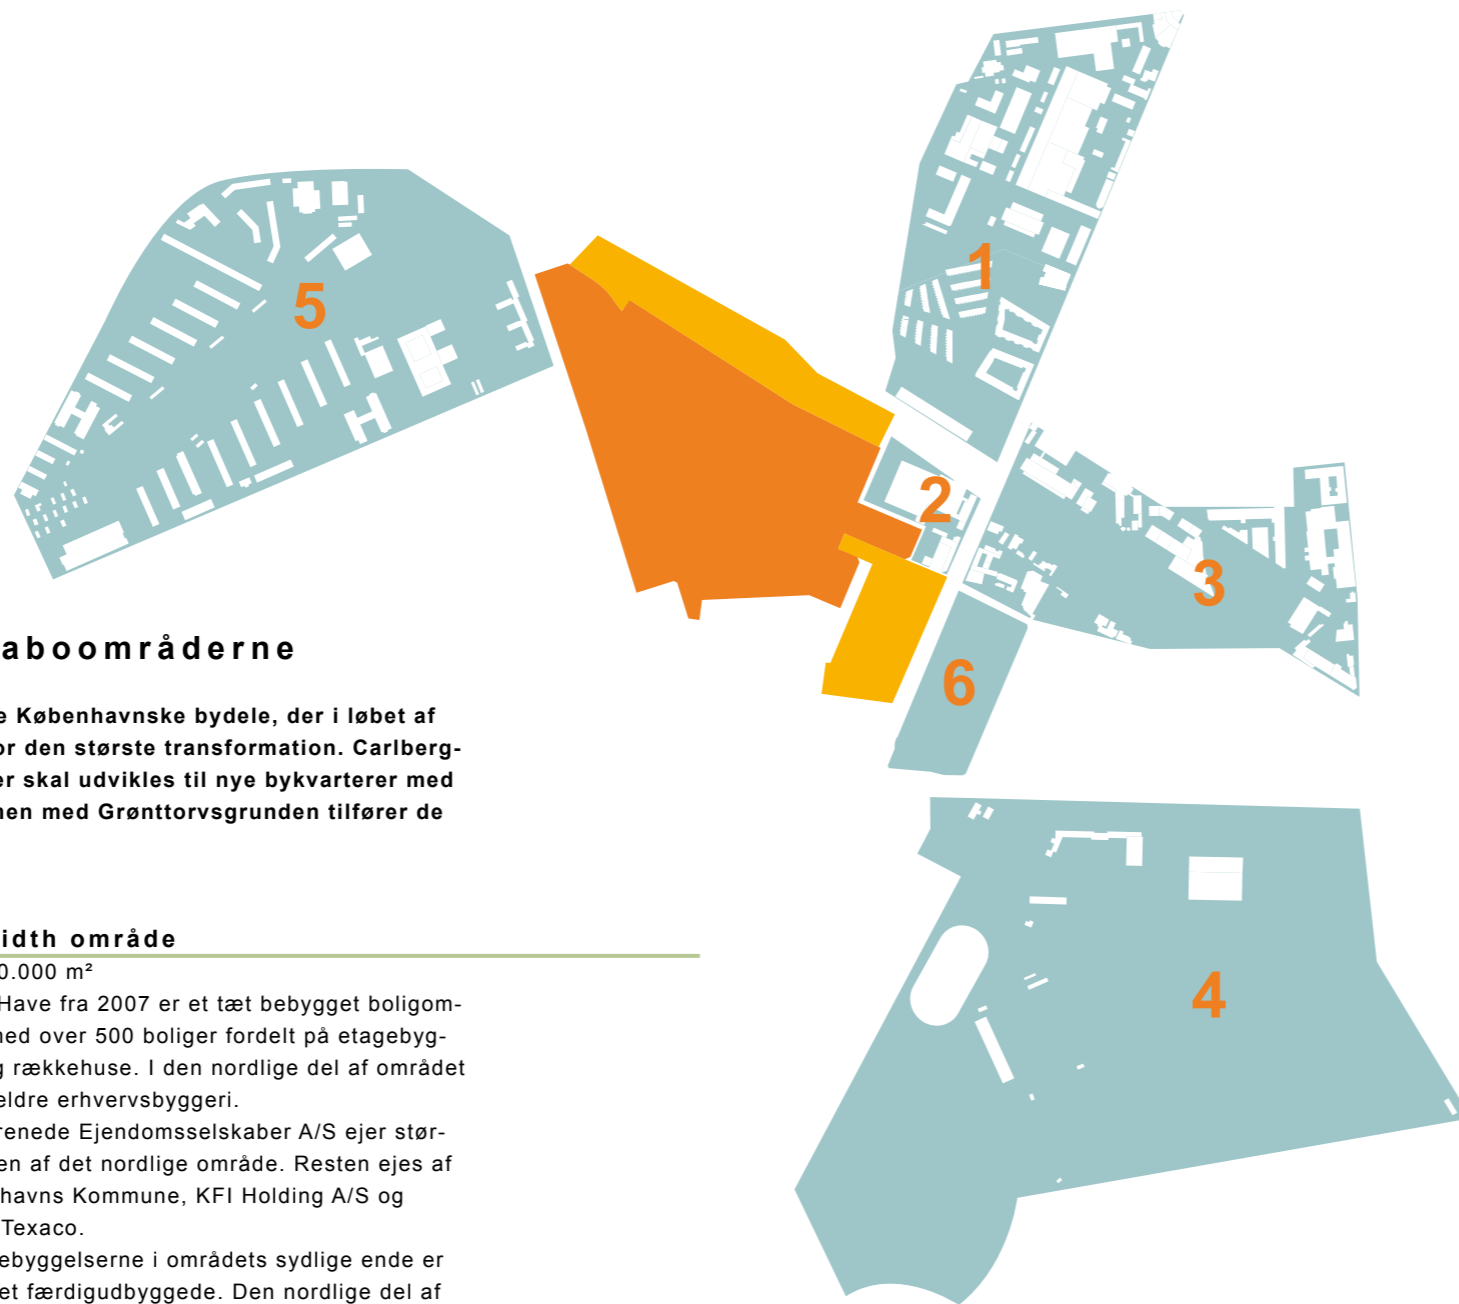 aboområderne
e Københavnske bydele, der i løbet af
or den største transformation. Carlberg-
er skal udvikles til nye bykvarterer med
men med Grønttorvsgrunden tilfører de
idth område
0.000 m²
Have fra 2007 er et tæt bebygget boligom-
med over 500 boliger fordelt på etagebyg-
g rækkehuse. I den nordlige del af området
eldre erhvervsbyggeri.
renede Ejendomsselskaber A/S ejer stør-
en af det nordlige område. Resten ejes af
havns Kommune, KFI Holding A/S og
Texaco.
ebyggelserne i områdets sydlige ende er
et færdigudbyggede. Den nordlige del af
1
5
2
3
6
4